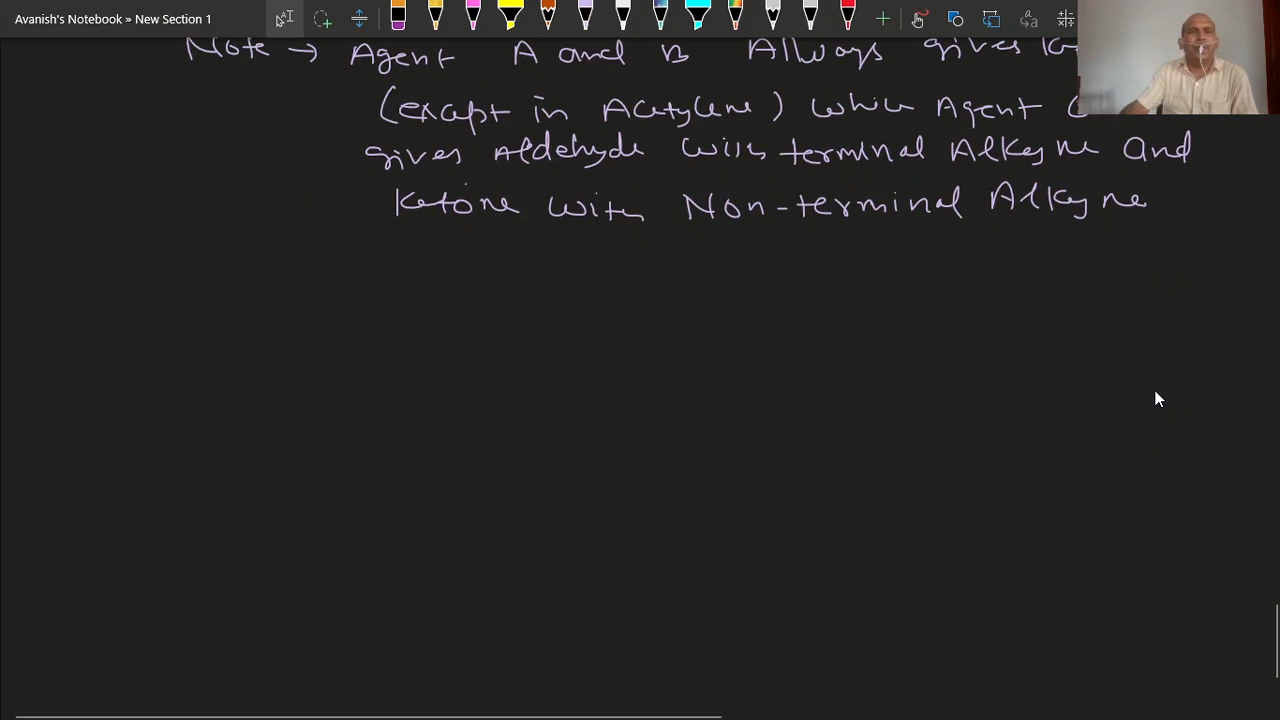 Avanish's Notebook » New Section 1
Note → Agent A and B Always gives
(except in Acetylene) while Agent
gives Aldehyde with terminal Alkyne and
Ketone with Non-terminal Alkyne